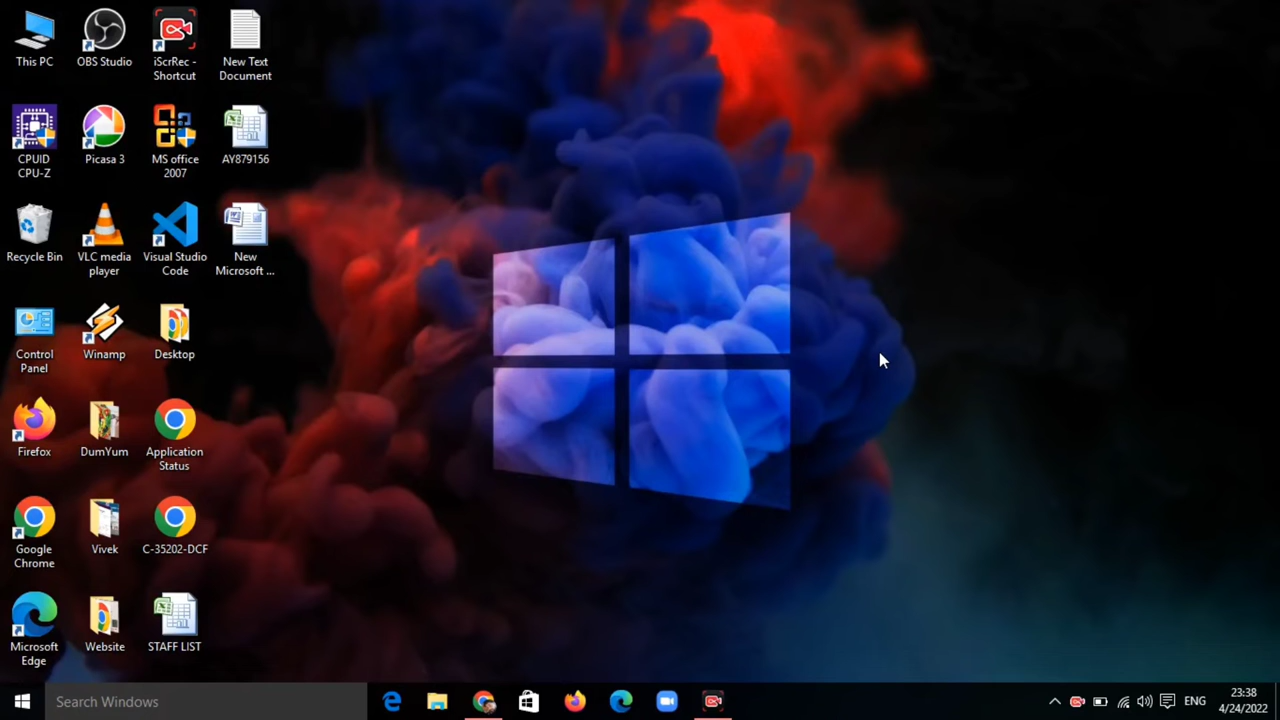 This PC
OBS Studio
iScrRec -
Shortcut
New Text
Document
CPUID
CPU-Z
Picasa 3
MS office
2007
AY879156
Recycle Bin
VLC media
player
Visual Studio
Code
New
Microsoft ...
Control
Panel
Winamp
Desktop
Firefox
DumYum
Application
Status
Google
Chrome
Vivek
C-35202-DCF
Microsoft
Edge
Website
STAFF LIST
Search Windows
ENG
23:38
4/24/2022